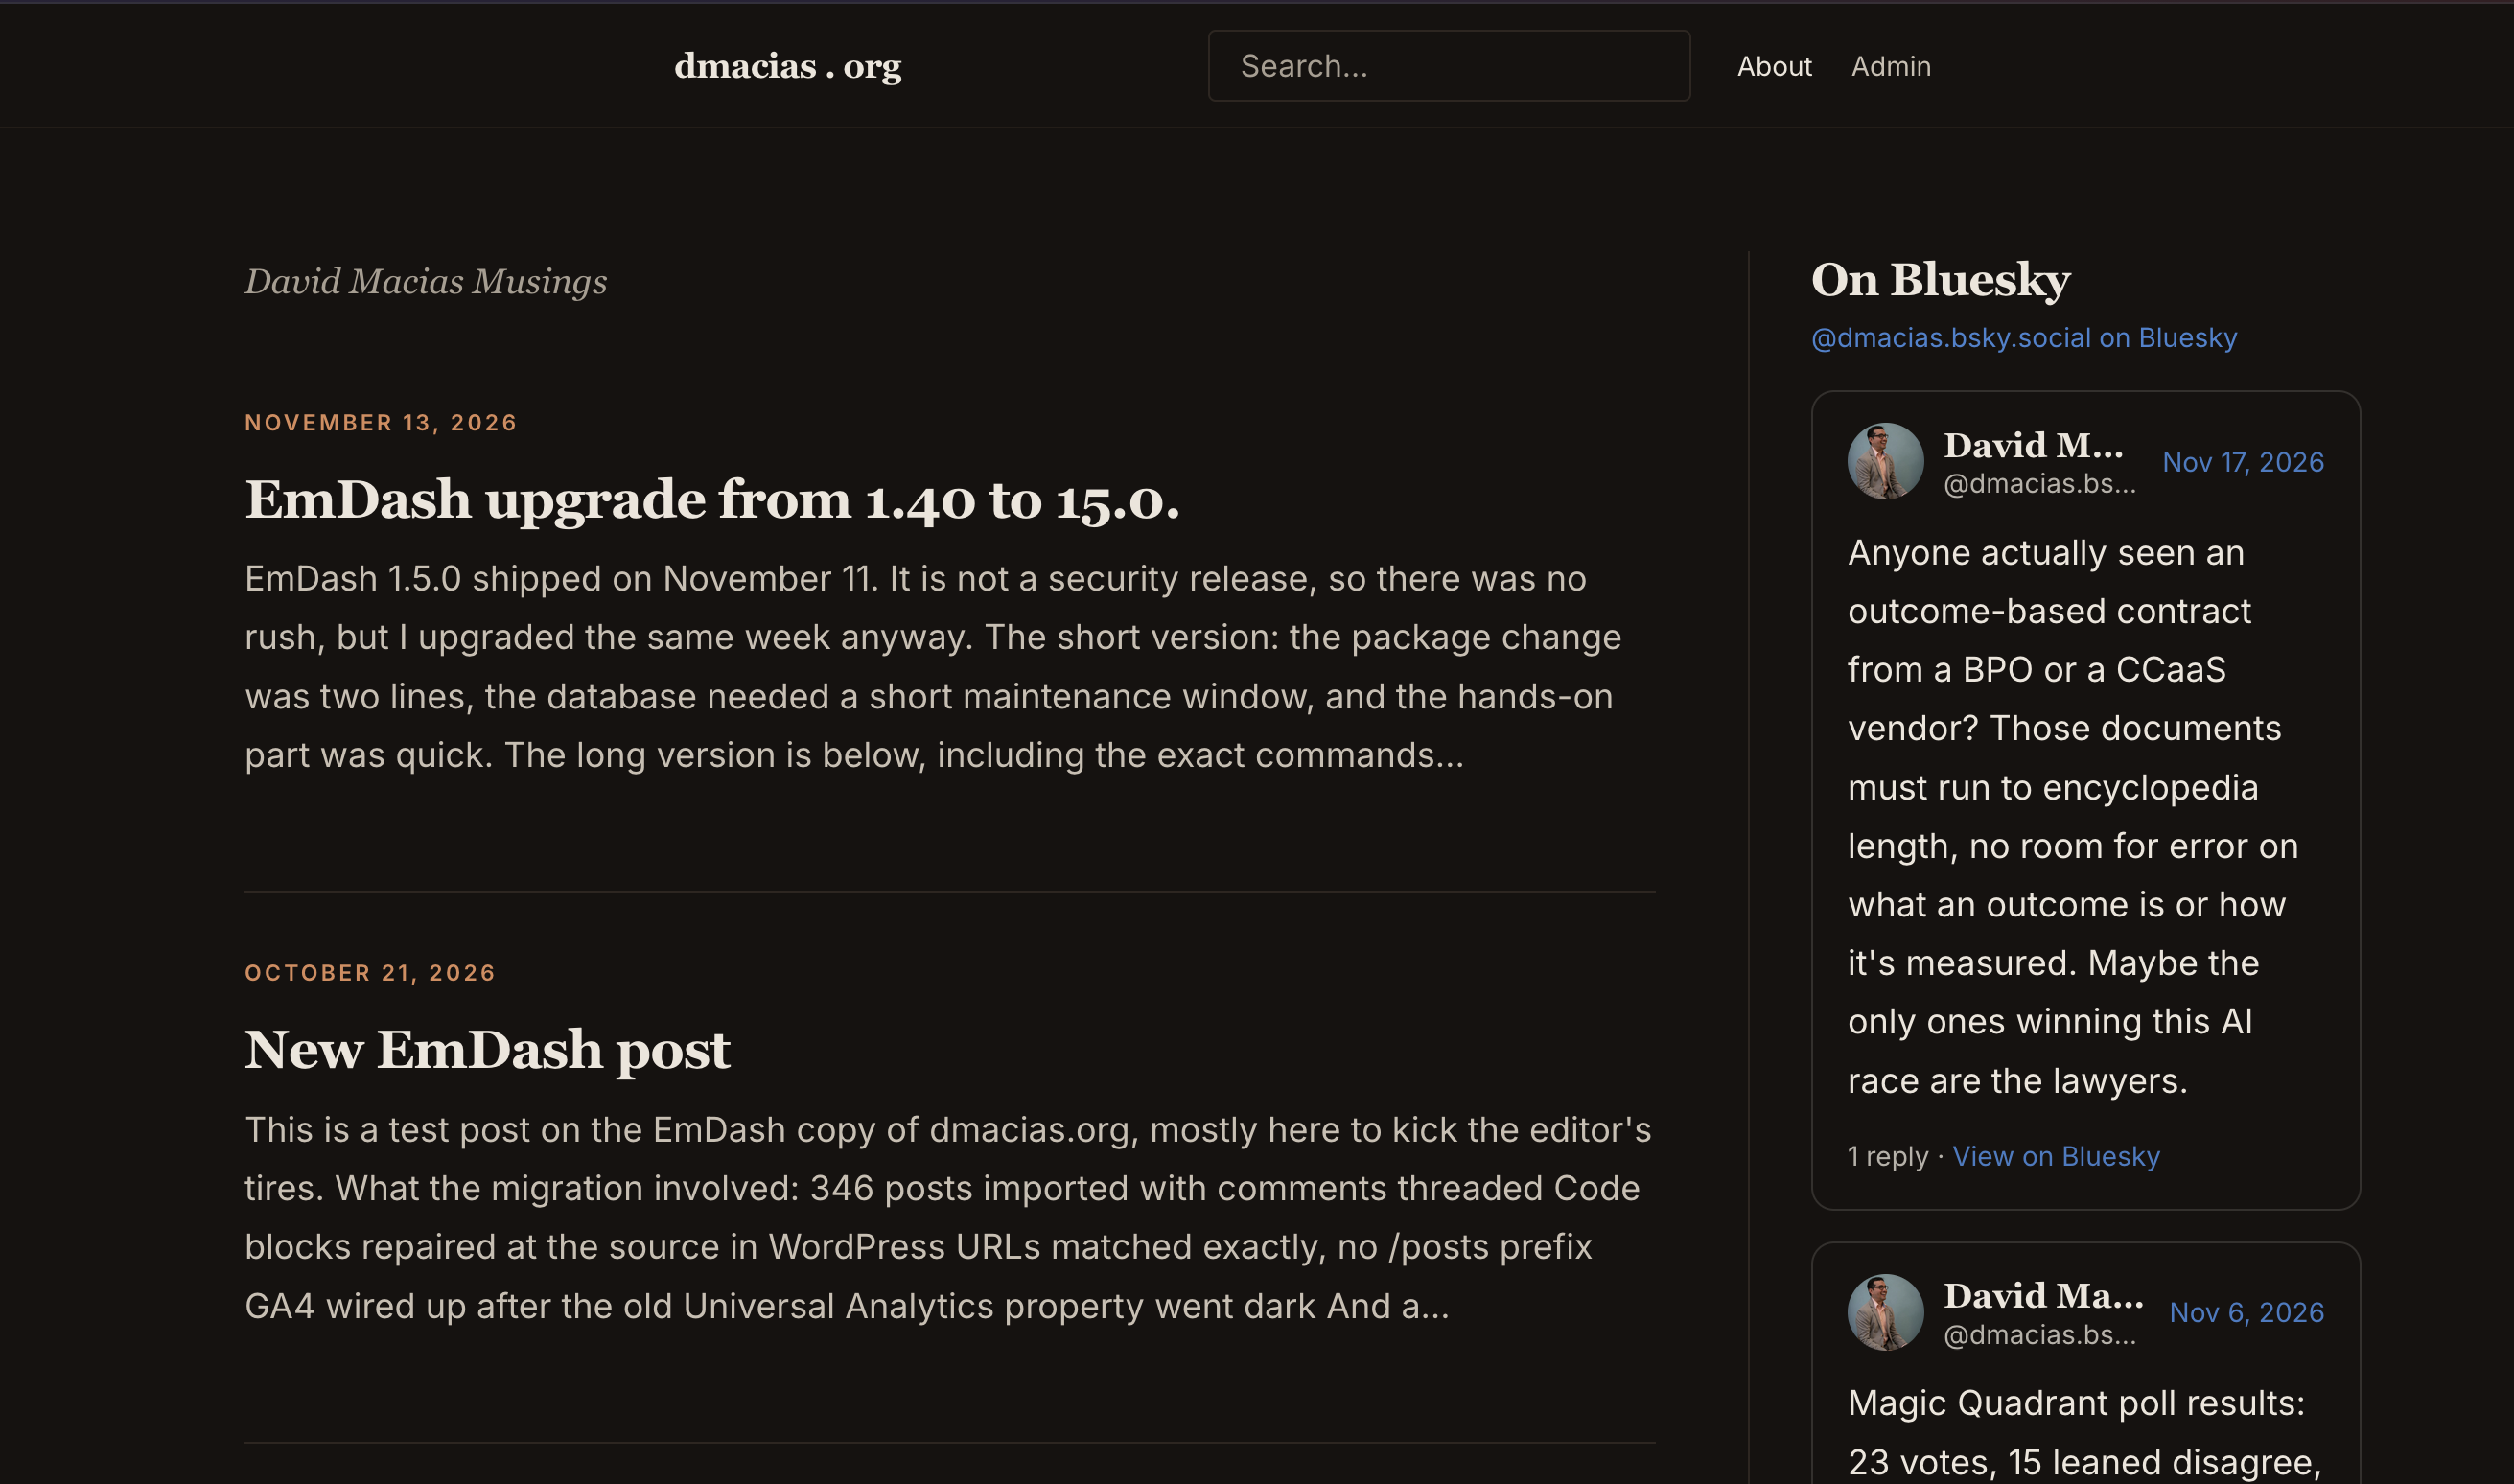 dmacias . org
Search...
About
Admin
David Macias Musings
NOVEMBER 13, 2026
EmDash upgrade from 1.40 to 15.0.
EmDash 1.5.0 shipped on November 11. It is not a security release, so there was no
rush, but I upgraded the same week anyway. The short version: the package change
was two lines, the database needed a short maintenance window, and the hands-on
part was quick. The long version is below, including the exact commands...
OCTOBER 21, 2026
New EmDash post
This is a test post on the EmDash copy of dmacias.org, mostly here to kick the editor's
tires. What the migration involved: 346 posts imported with comments threaded Code
blocks repaired at the source in WordPress URLs matched exactly, no /posts prefix
GA4 wired up after the old Universal Analytics property went dark And a...
On Bluesky
@dmacias.bsky.social on Bluesky
David M...
@dmacias.bs...
Nov 17, 2026
Anyone actually seen an
outcome-based contract
from a BPO or a CCaaS
vendor? Those documents
must run to encyclopedia
length, no room for error on
what an outcome is or how
it's measured. Maybe the
only ones winning this AI
race are the lawyers.
1 reply · View on Bluesky
David Ma...
@dmacias.bs...
Nov 6, 2026
Magic Quadrant poll results:
23 votes, 15 leaned disagree,